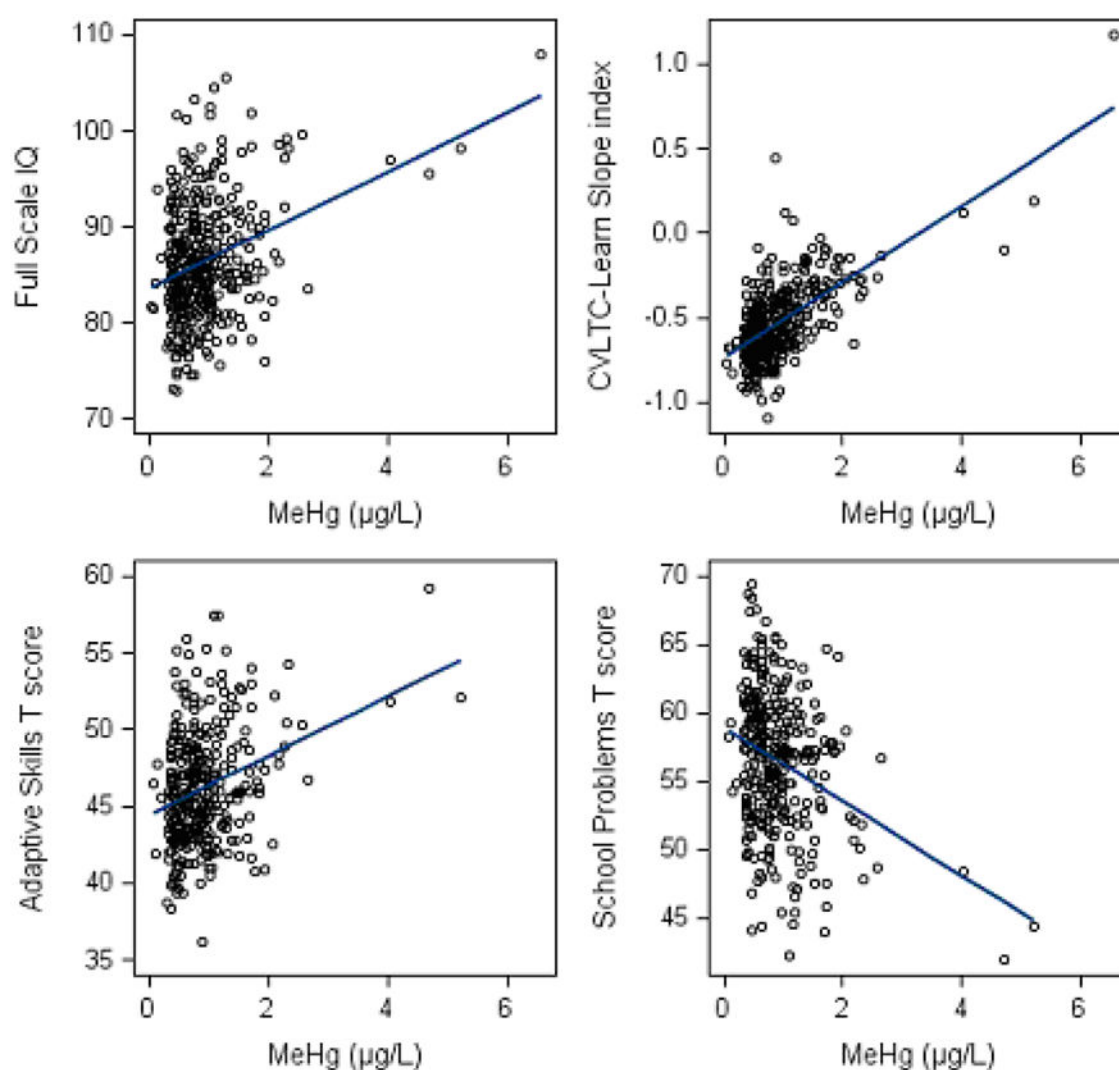 Full Scale IQ
110
100
90
80
70
0 2 4 6
MeHg (µg/L)
CVLTC-Learn Slope index
1.0
0.5
0.0
-0.5
-1.0
0 2 4 6
MeHg (µg/L)
Adaptive Skills T score
60
55
50
45
40
35
0 2 4 6
MeHg (µg/L)
School Problems T score
70
65
60
55
50
45
0 2 4 6
MeHg (µg/L)